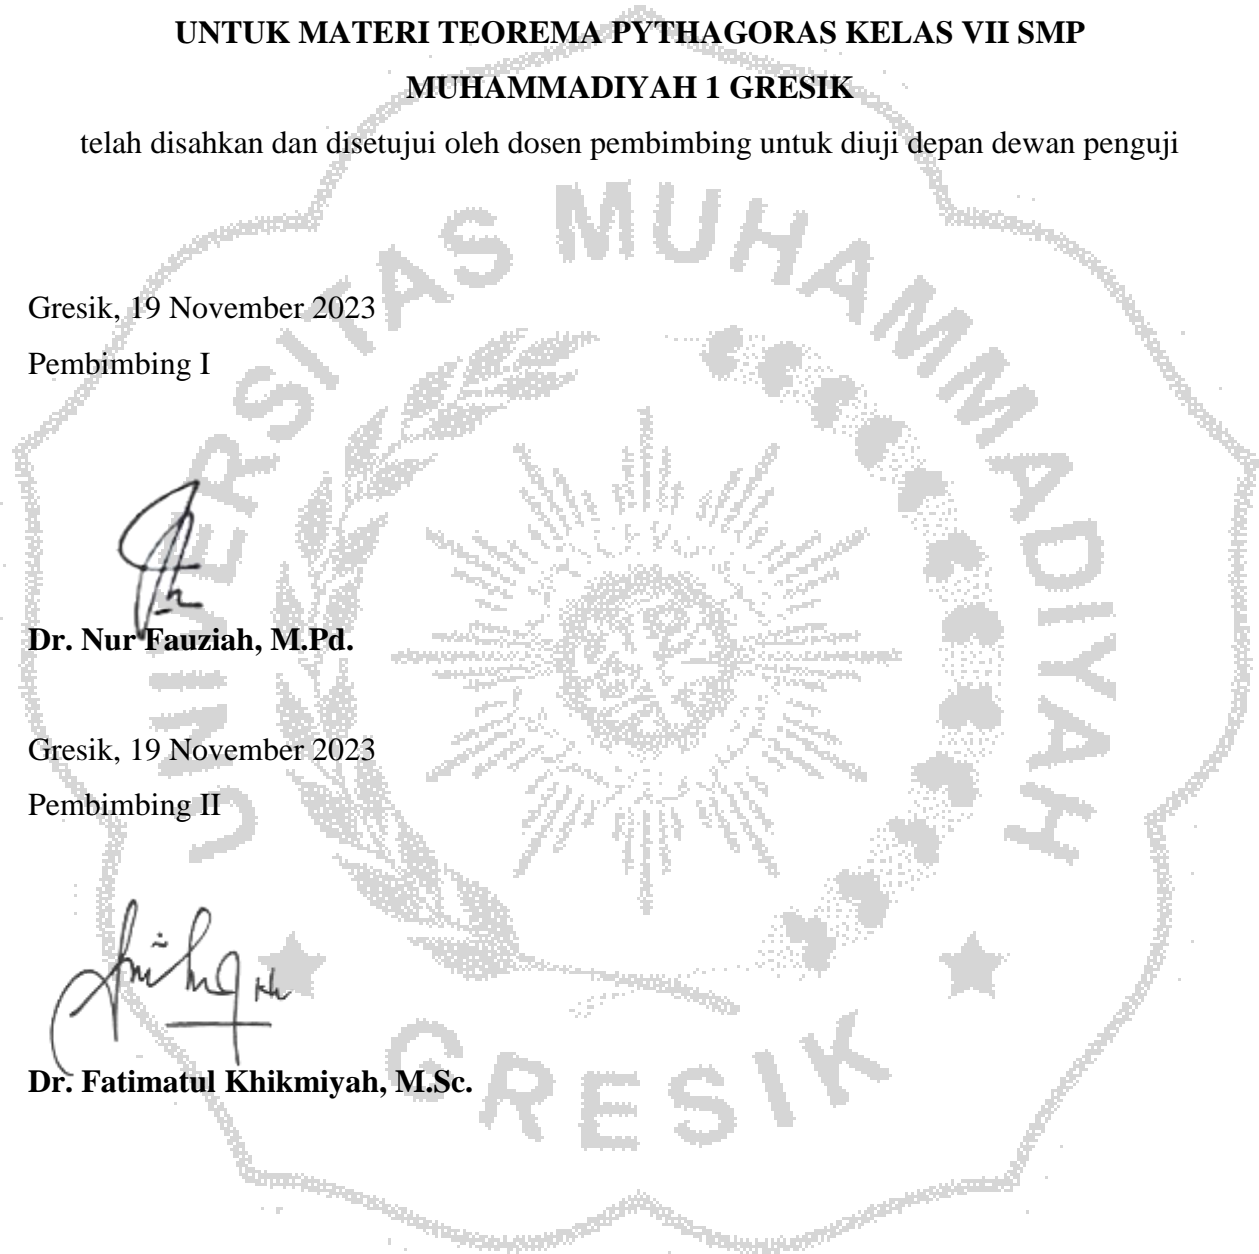 UNTUK MATERI TEOREMA PYTHAGORAS KELAS VII SMP
MUHAMMADIYAH 1 GRESIK
telah disahkan dan disetujui oleh dosen pembimbing untuk diuji depan dewan penguji
UNIVERSITAS MUHAMMADIYAH
Gresik, 19 November 2023
Pembimbing I
Dr. Nur Fauziah, M.Pd.
Gresik, 19 November 2023
Pembimbing II
Dr. Fatimatul Khikmiyah, M.Sc.
GRESIK